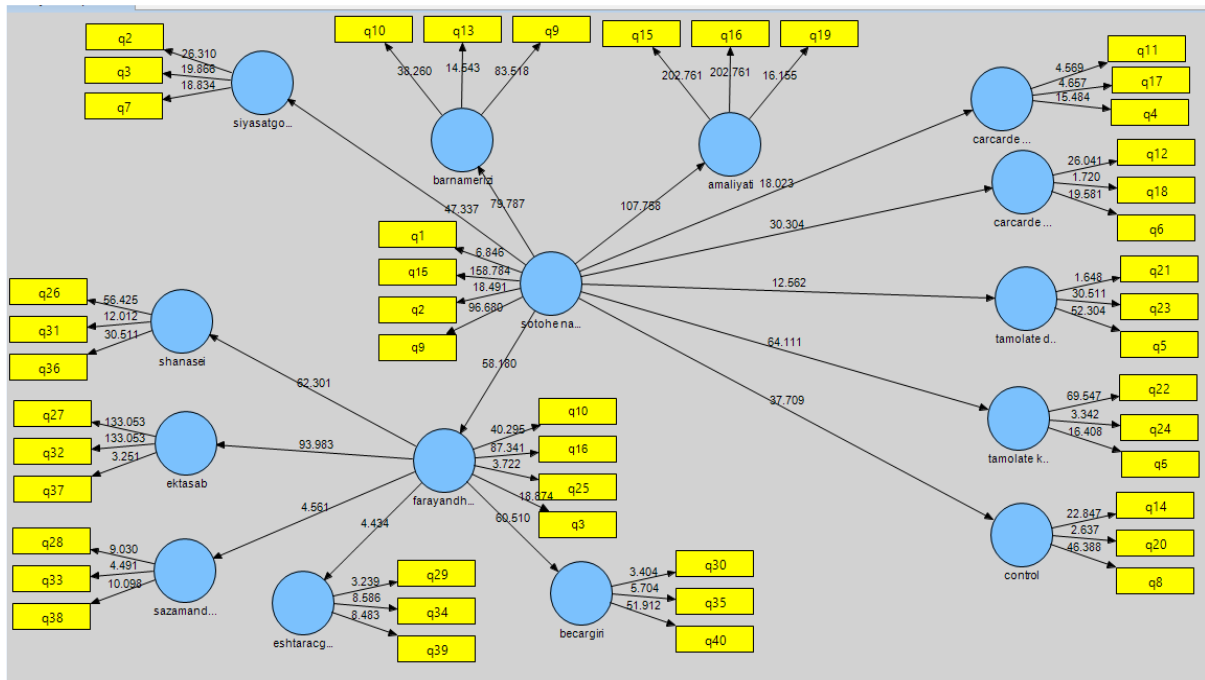 q2
q3
q7
26.310
19.866
18.834
siyasatgo...
q10
q13
q9
38.260
14.543
83.518
barnamerizi
q15
q16
q19
202.761
202.761
16.155
amaliyati
q11
q17
q4
4.569
4.657
15.484
carcarde ...
q12
q18
q6
26.041
1.720
19.581
carcarde ...
47.337
79.787
107.758
18.023
30.304
12.562
64.111
37.709
58.180
q1
q15
q2
q9
6.846
158.784
18.491
96.680
sotohe na...
q21
q23
q5
1.648
30.511
52.304
tamolate d..
q22
q24
q5
69.547
3.342
16.408
tamolate k..
q14
q20
q8
22.847
2.637
46.388
control
q26
q31
q36
56.425
12.012
30.511
shanasei
62.301
q27
q32
q37
133.053
133.053
3.251
ektasab
93.983
q10
q16
q25
q3
40.295
87.341
3.722
18.874
farayandh...
4.561
4.434
60.510
q28
q33
q38
9.030
4.491
10.098
sazamand...
q29
q34
q39
3.239
8.586
8.483
eshtaracg...
q30
q35
q40
3.404
5.704
51.912
becargiri